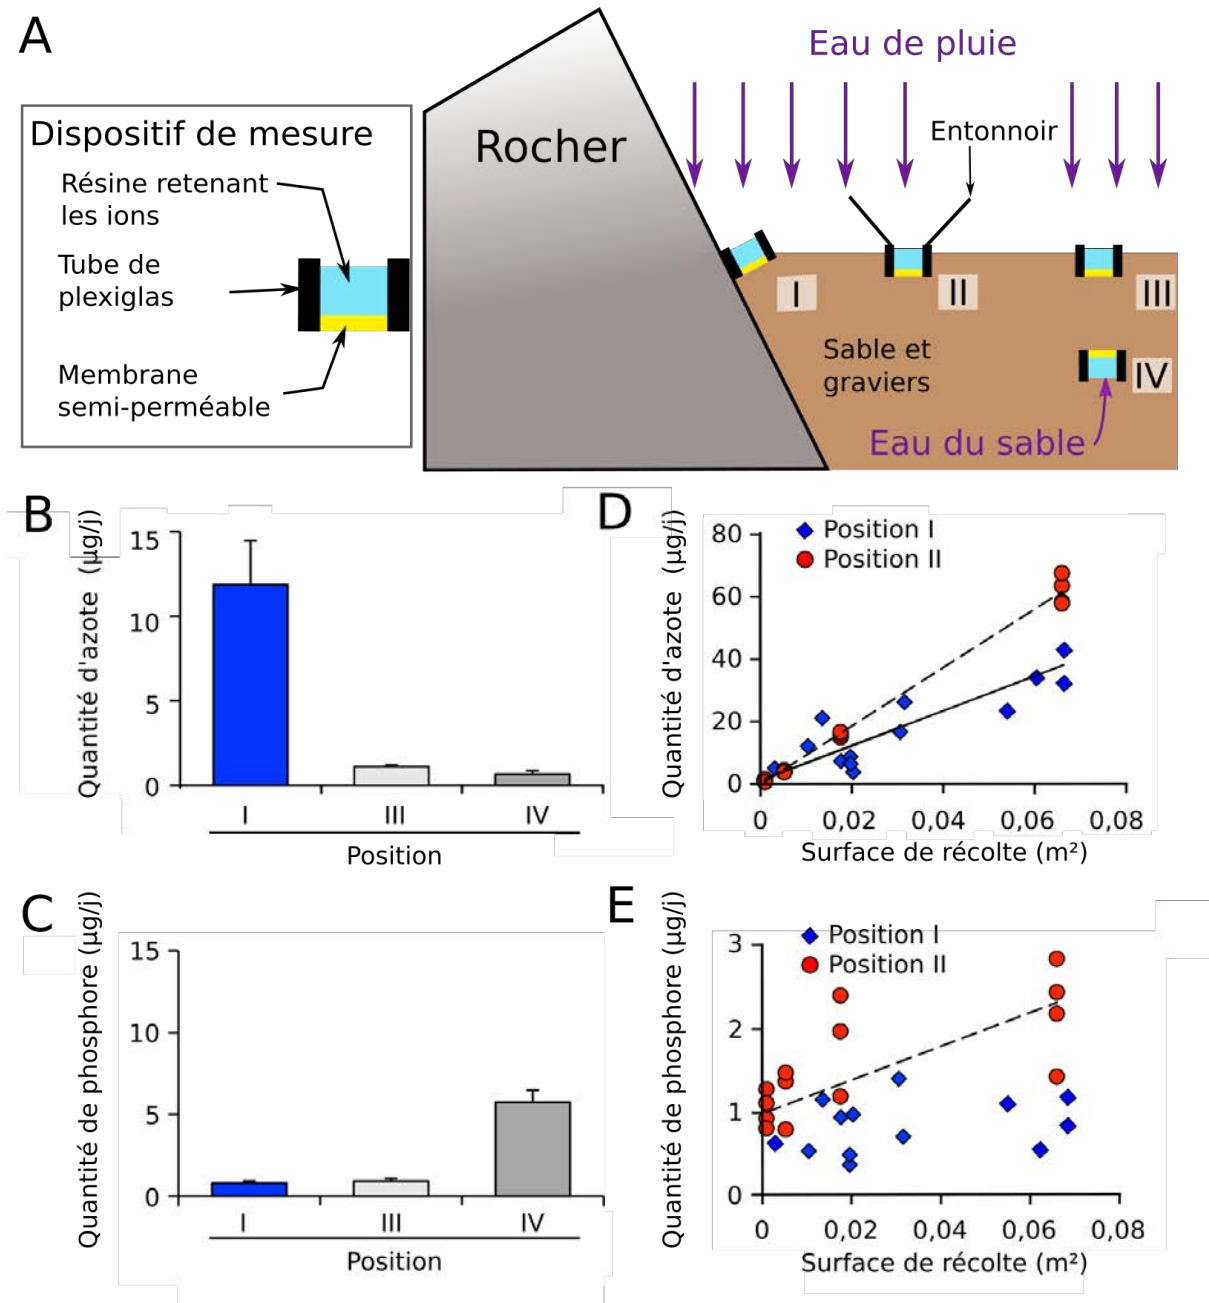 A
Eau de pluie
Dispositif de mesure
Rocher
Entonnoir
Résine retenant
les ions
Tube de
plexiglas
I
II
III
Membrane
semi-perméable
Sable et
graviers
IV
Eau du sable
B
Quantité d'azote (µg/j)
15
10
5
0
I
III
IV
Position
D
Quantité d'azote (µg/j)
Position I
Position II
80
60
40
20
0
0
0,02
0,04
0,06
0,08
Surface de récolte (m²)
C
Quantité de phosphore (µg/j)
15
10
5
0
I
III
IV
Position
E
Quantité de phosphore (µg/j)
Position I
Position II
3
2
1
0
0
0,02
0,04
0,06
0,08
Surface de récolte (m²)